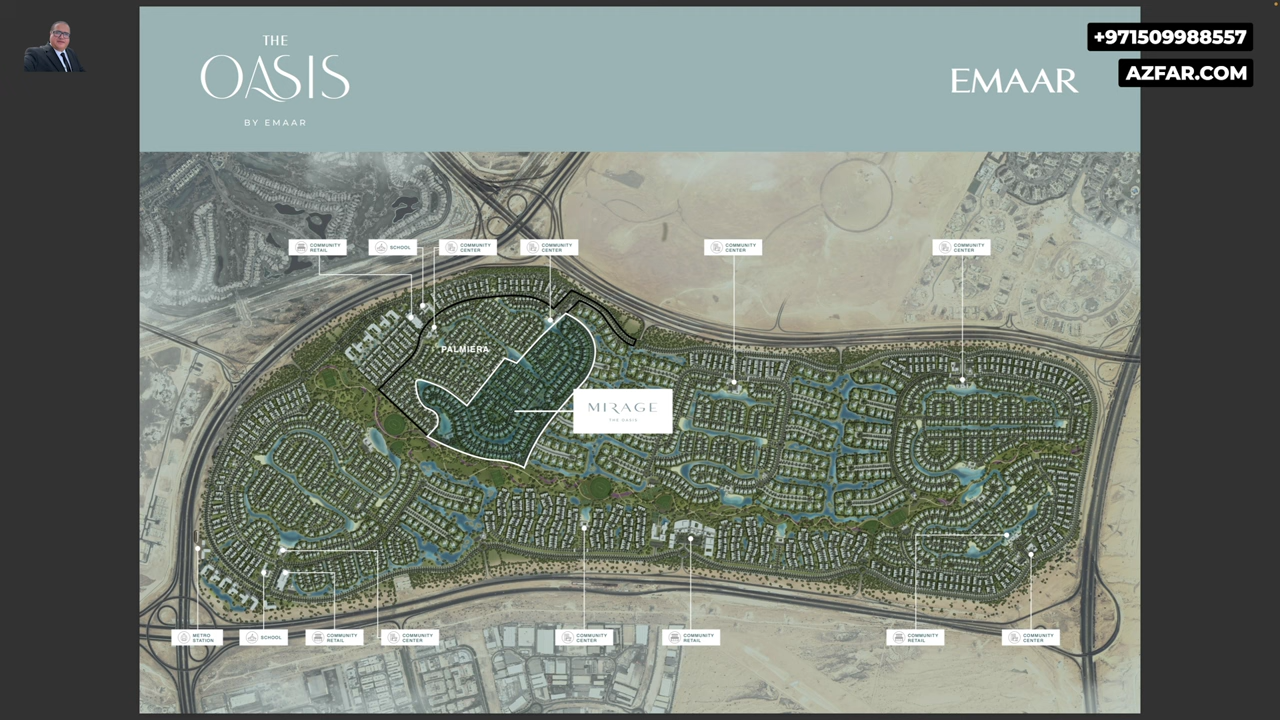 THE
OASIS
BY EMAAR
EMAAR
+971509988557
AZFAR.COM
COMMUNITY
RETAIL
SCHOOL
COMMUNITY
CENTER
COMMUNITY
CENTER
COMMUNITY
CENTER
COMMUNITY
CENTER
PALMIERA
MIRAGE
THE OASIS
METRO
STATION
SCHOOL
COMMUNITY
RETAIL
COMMUNITY
CENTER
COMMUNITY
CENTER
COMMUNITY
RETAIL
COMMUNITY
RETAIL
COMMUNITY
CENTER